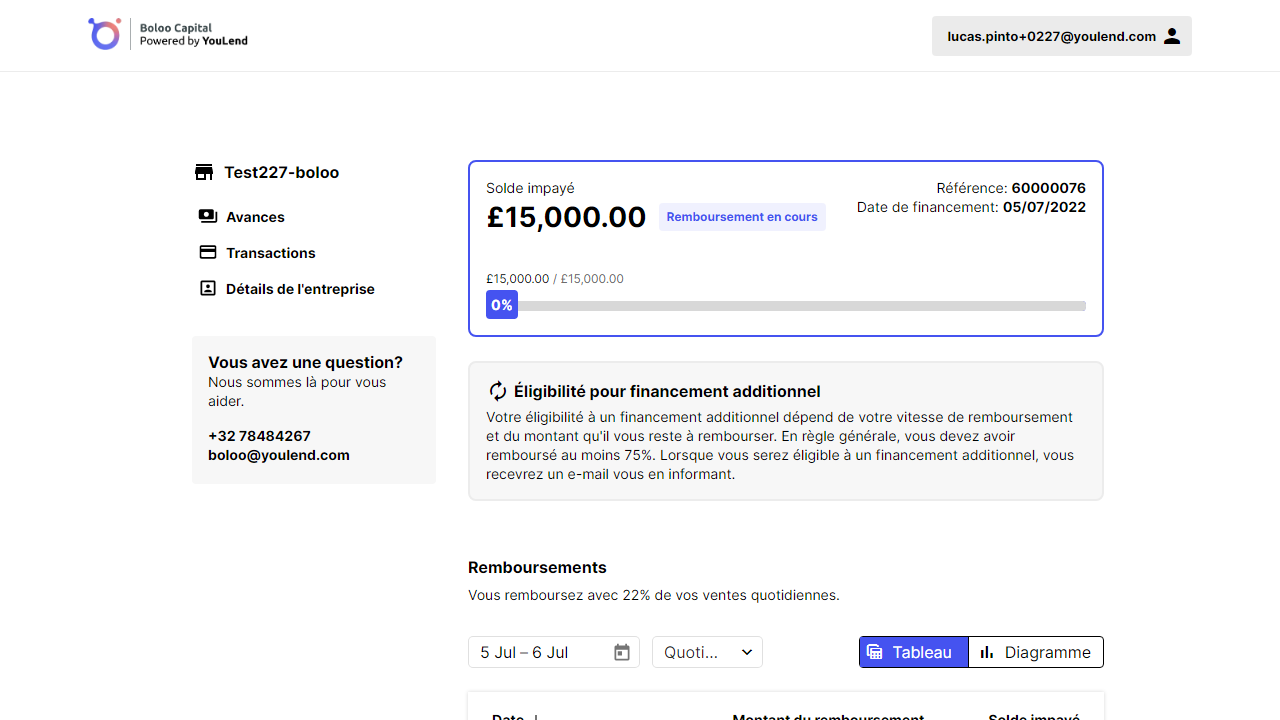 Boloo Capital
Powered by YouLend
lucas.pinto+0227@youlend.com
Test227-boloo
Avances
Transactions
Détails de l'entreprise
Vous avez une question?
Nous sommes là pour vous
aider.
+32 78484267
boloo@youlend.com
Solde impayé
£15,000.00 Remboursement en cours
Référence: 60000076
Date de financement: 05/07/2022
£15,000.00 / £15,000.00
0%
Éligibilité pour financement additionnel
Votre éligibilité à un financement additionnel dépend de votre vitesse de remboursement
et du montant qu'il vous reste à rembourser. En règle générale, vous devez avoir
remboursé au moins 75%. Lorsque vous serez éligible à un financement additionnel, vous
recevrez un e-mail vous en informant.
Remboursements
Vous remboursez avec 22% de vos ventes quotidiennes.
5 Jul – 6 Jul Quoti... Tableau Diagramme
Date ↓ Montant du remboursement Solde impayé